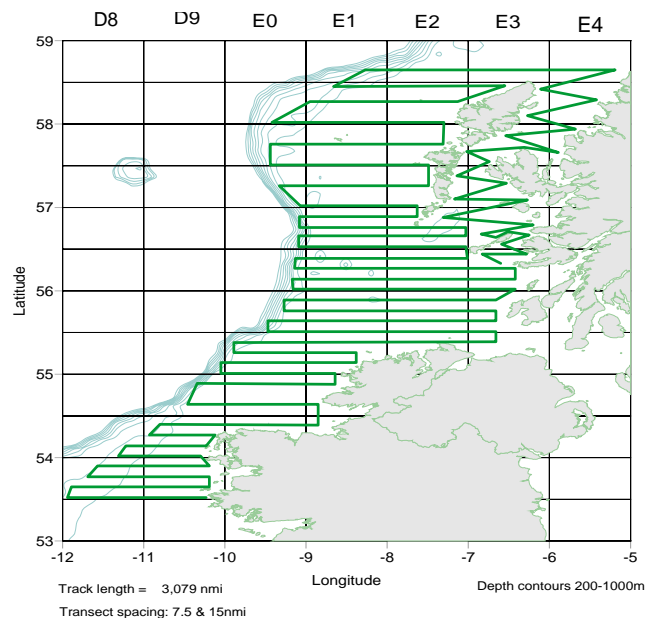 D8 D9 E0 E1 E2 E3 E4
59
58
57
56
55
54
53
Latitude
-12 -11 -10 -9 -8 -7 -6 -5
Longitude
Track length = 3,079 nmi
Depth contours 200-1000m
Transect spacing: 7.5 & 15nmi